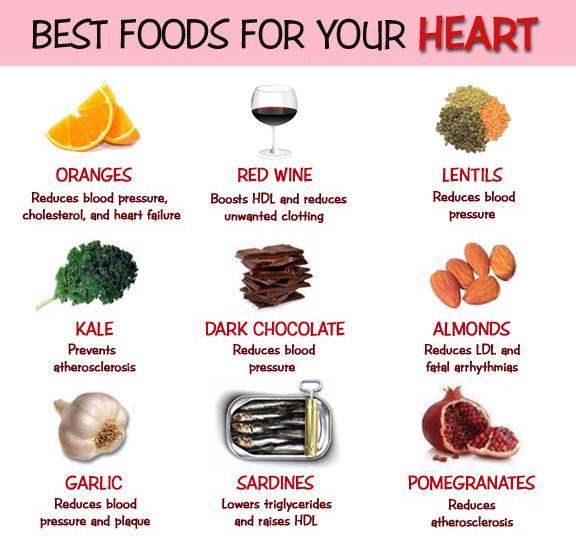 BEST FOODS FOR YOUR HEART
ORANGES
Reduces blood pressure,
cholesterol, and heart failure
RED WINE
Boosts HDL and reduces
unwanted clotting
LENTILS
Reduces blood
pressure
KALE
Prevents
atherosclerosis
DARK CHOCOLATE
Reduces blood
pressure
ALMONDS
Reduces LDL and
fatal arrhythmias
GARLIC
Reduces blood
pressure and plaque
SARDINES
Lowers triglycerides
and raises HDL
POMEGRANATES
Reduces
atherosclerosis